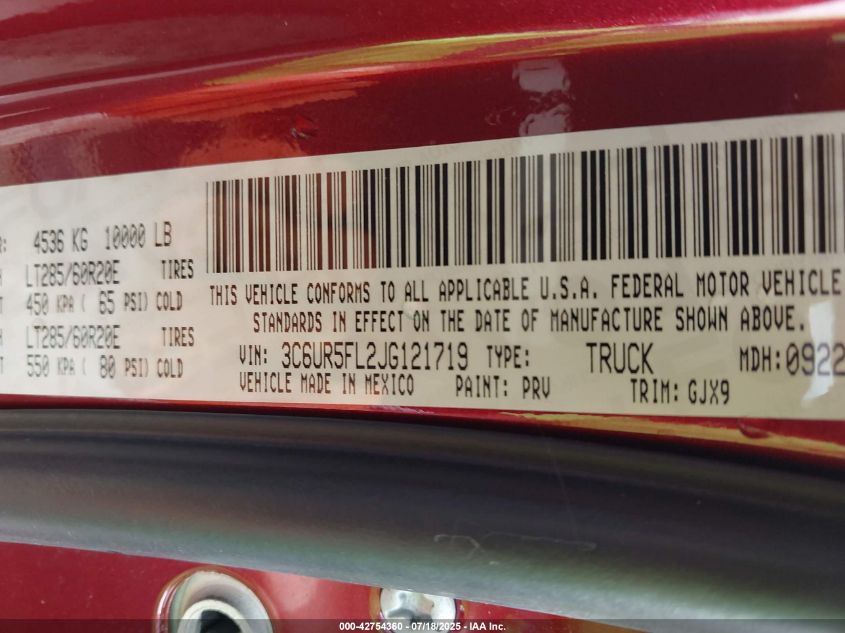 R: 4536 KG 10000 LB
LT285/60R20E TIRES
450 KPA ( 65 PSI) COLD
LT285/60R20E TIRES
550 KPA ( 80 PSI) COLD
THIS VEHICLE CONFORMS TO ALL APPLICABLE U.S.A. FEDERAL MOTOR VEHICLE
STANDARDS IN EFFECT ON THE DATE OF MANUFACTURE SHOWN ABOVE.
VIN: 3C6UR5FL2JG121719 TYPE: TRUCK MDH:0922
VEHICLE MADE IN MEXICO PAINT: PRV TRIM: GJX9
000-42754360 - 07/18/2025 - IAA Inc.